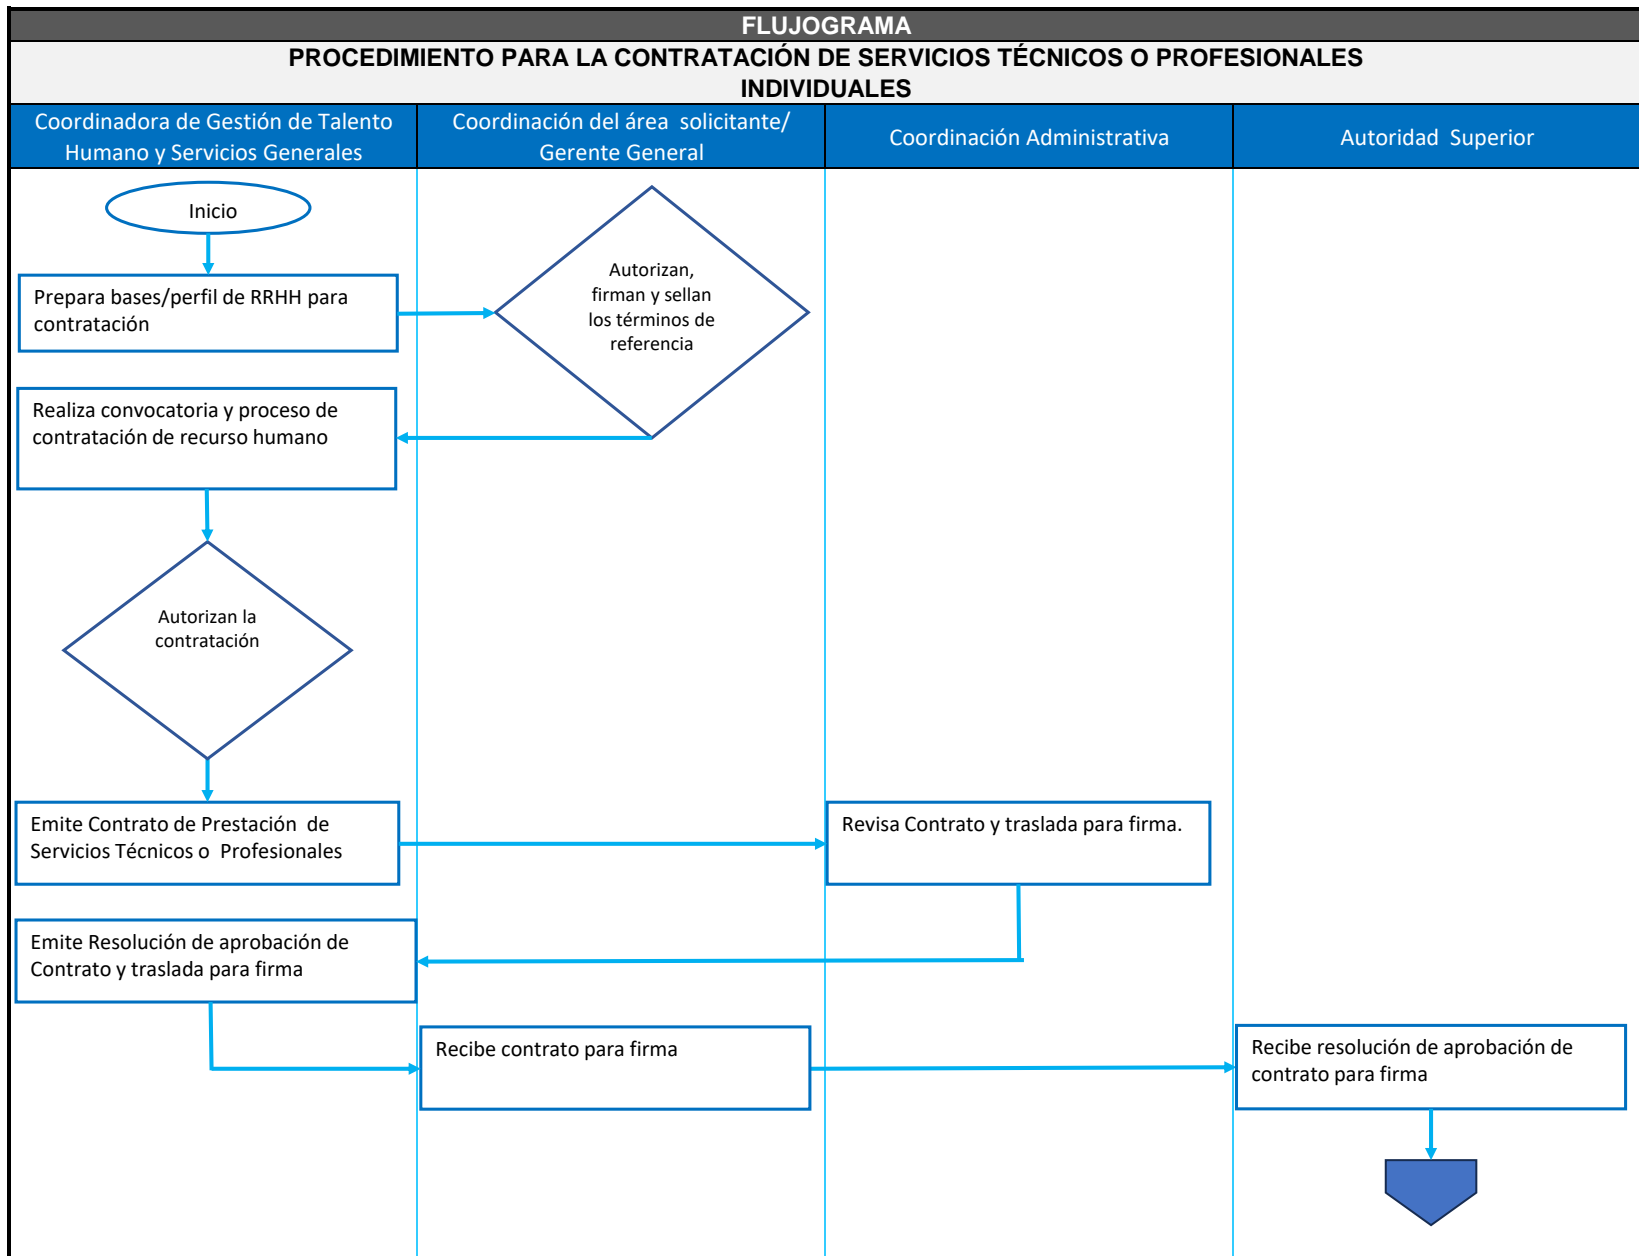 FLUJOGRAMA
PROCEDIMIENTO PARA LA CONTRATACIÓN DE SERVICIOS TÉCNICOS O PROFESIONALES
INDIVIDUALES
Coordinadora de Gestión de Talento
Humano y Servicios Generales
Coordinación del área solicitante/
Gerente General
Coordinación Administrativa
Autoridad Superior
Inicio
Prepara bases/perfil de RRHH para
contratación
Autorizan,
firman y sellan
los términos de
referencia
Realiza convocatoria y proceso de
contratación de recurso humano
Autorizan la
contratación
Emite Contrato de Prestación de
Servicios Técnicos o Profesionales
Revisa Contrato y traslada para firma.
Emite Resolución de aprobación de
Contrato y traslada para firma
Recibe contrato para firma
Recibe resolución de aprobación de
contrato para firma